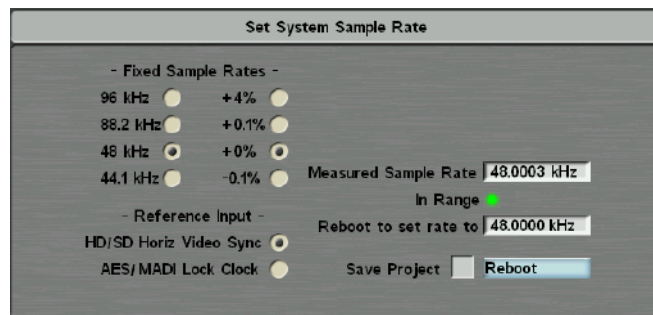 Set System Sample Rate
- Fixed Sample Rates -
96 kHz +4%
88.2 kHz +0.1%
48 kHz +0%
44.1 kHz -0.1%
- Reference Input -
HD/SD Horiz Video Sync
AES/MADI Lock Clock
Measured Sample Rate 48.0003 kHz
In Range
Reboot to set rate to 48.0000 kHz
Save Project Reboot